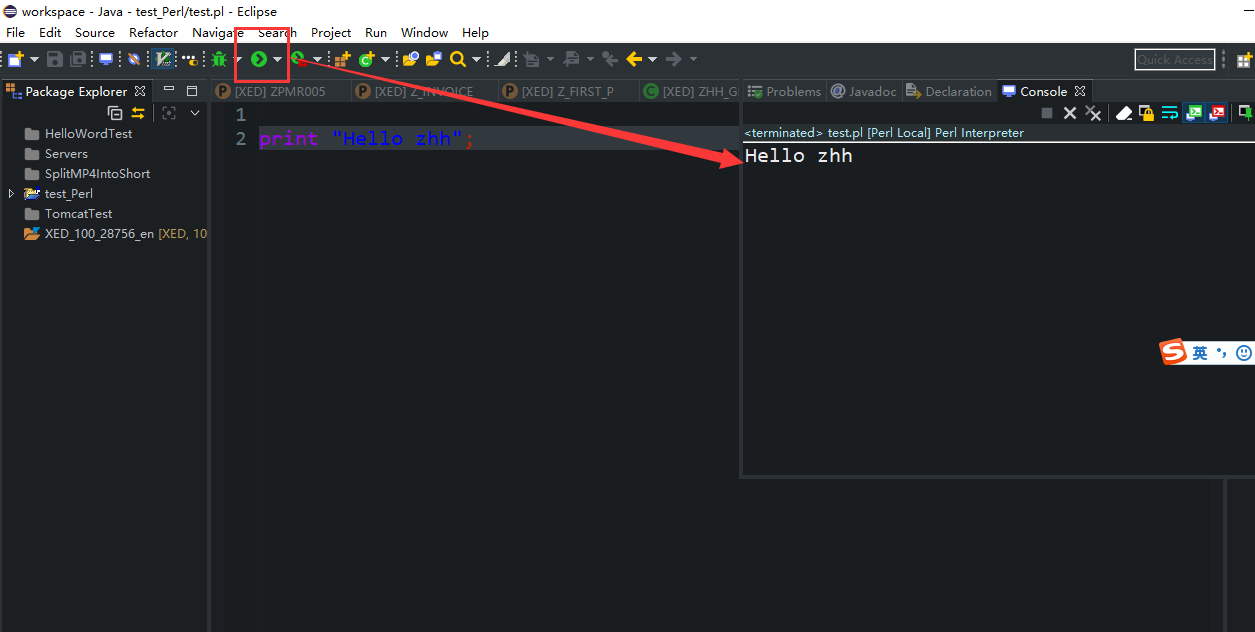 workspace - Java - test_Perl/test.pl - Eclipse
File Edit Source Refactor Navigate Search Project Run Window Help
Quick Access
Package Explorer
[XED] ZPMR005 [XED] Z_INVOICE [XED] Z_FIRST_P [XED] ZHH_G
Problems Javadoc Declaration Console
HelloWordTest
Servers
SplitMP4IntoShort
test_Perl
TomcatTest
XED_100_28756_en [XED, 10
1
2 print "Hello zhh";
<terminated> test.pl [Perl Local] Perl Interpreter
Hello zhh
英